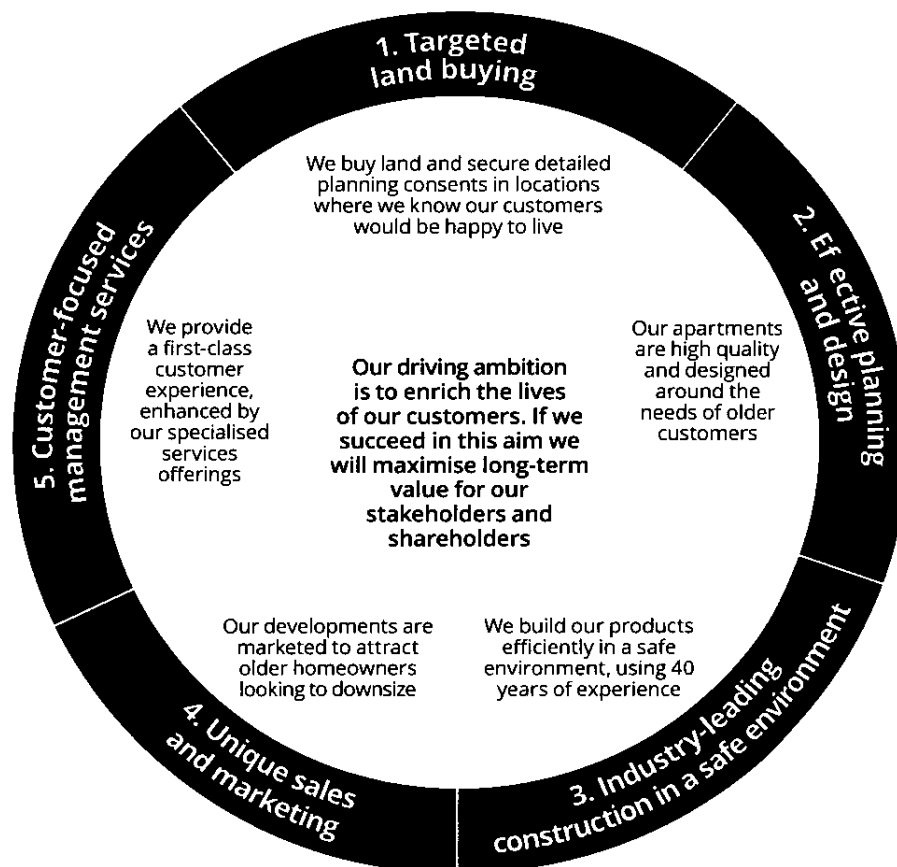 1. Targeted
land buying
We buy land and secure detailed
planning consents in locations
where we know our customers
would be happy to live
2. Ef ective planning
and design
Our apartments
are high quality
and designed
around the
needs of older
customers
3. Industry-leading
construction in a safe environment
We build our products
efficiently in a safe
environment, using 40
years of experience
4. Unique sales
and marketing
Our developments are
marketed to attract
older homeowners
looking to downsize
5. Customer-focused
management services
We provide
a first-class
customer
experience,
enhanced by
our specialised
services
offerings
Our driving ambition
is to enrich the lives
of our customers. If we
succeed in this aim we
will maximise long-term
value for our
stakeholders and
shareholders